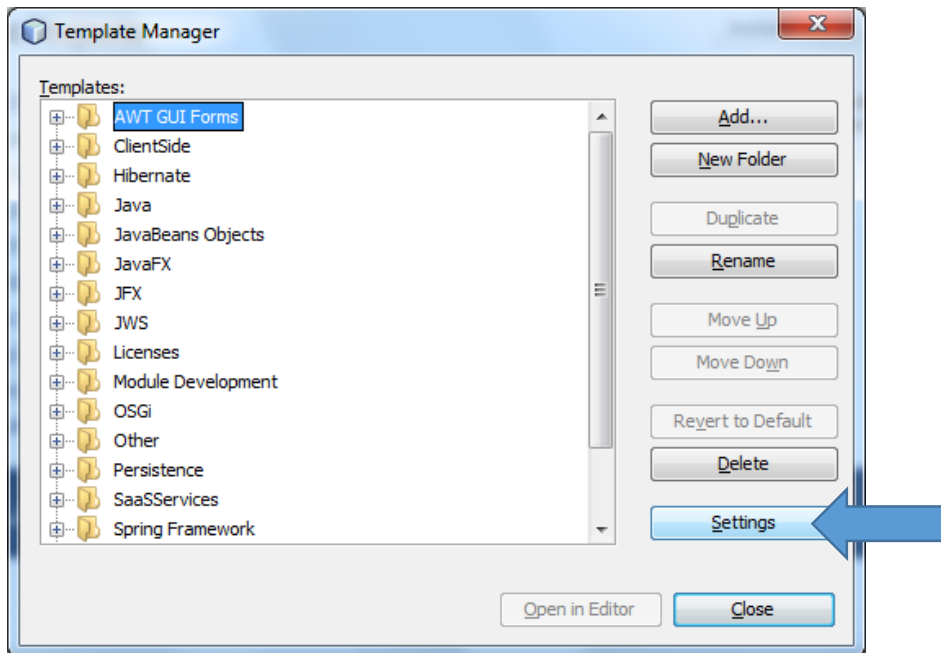 Template Manager
Templates:
AWT GUI Forms
ClientSide
Hibernate
Java
JavaBeans Objects
JavaFX
JFX
JWS
Licenses
Module Development
OSGi
Other
Persistence
SaaSServices
Spring Framework
Add...
New Folder
Duplicate
Rename
Move Up
Move Down
Revert to Default
Delete
Settings
Open in Editor
Close